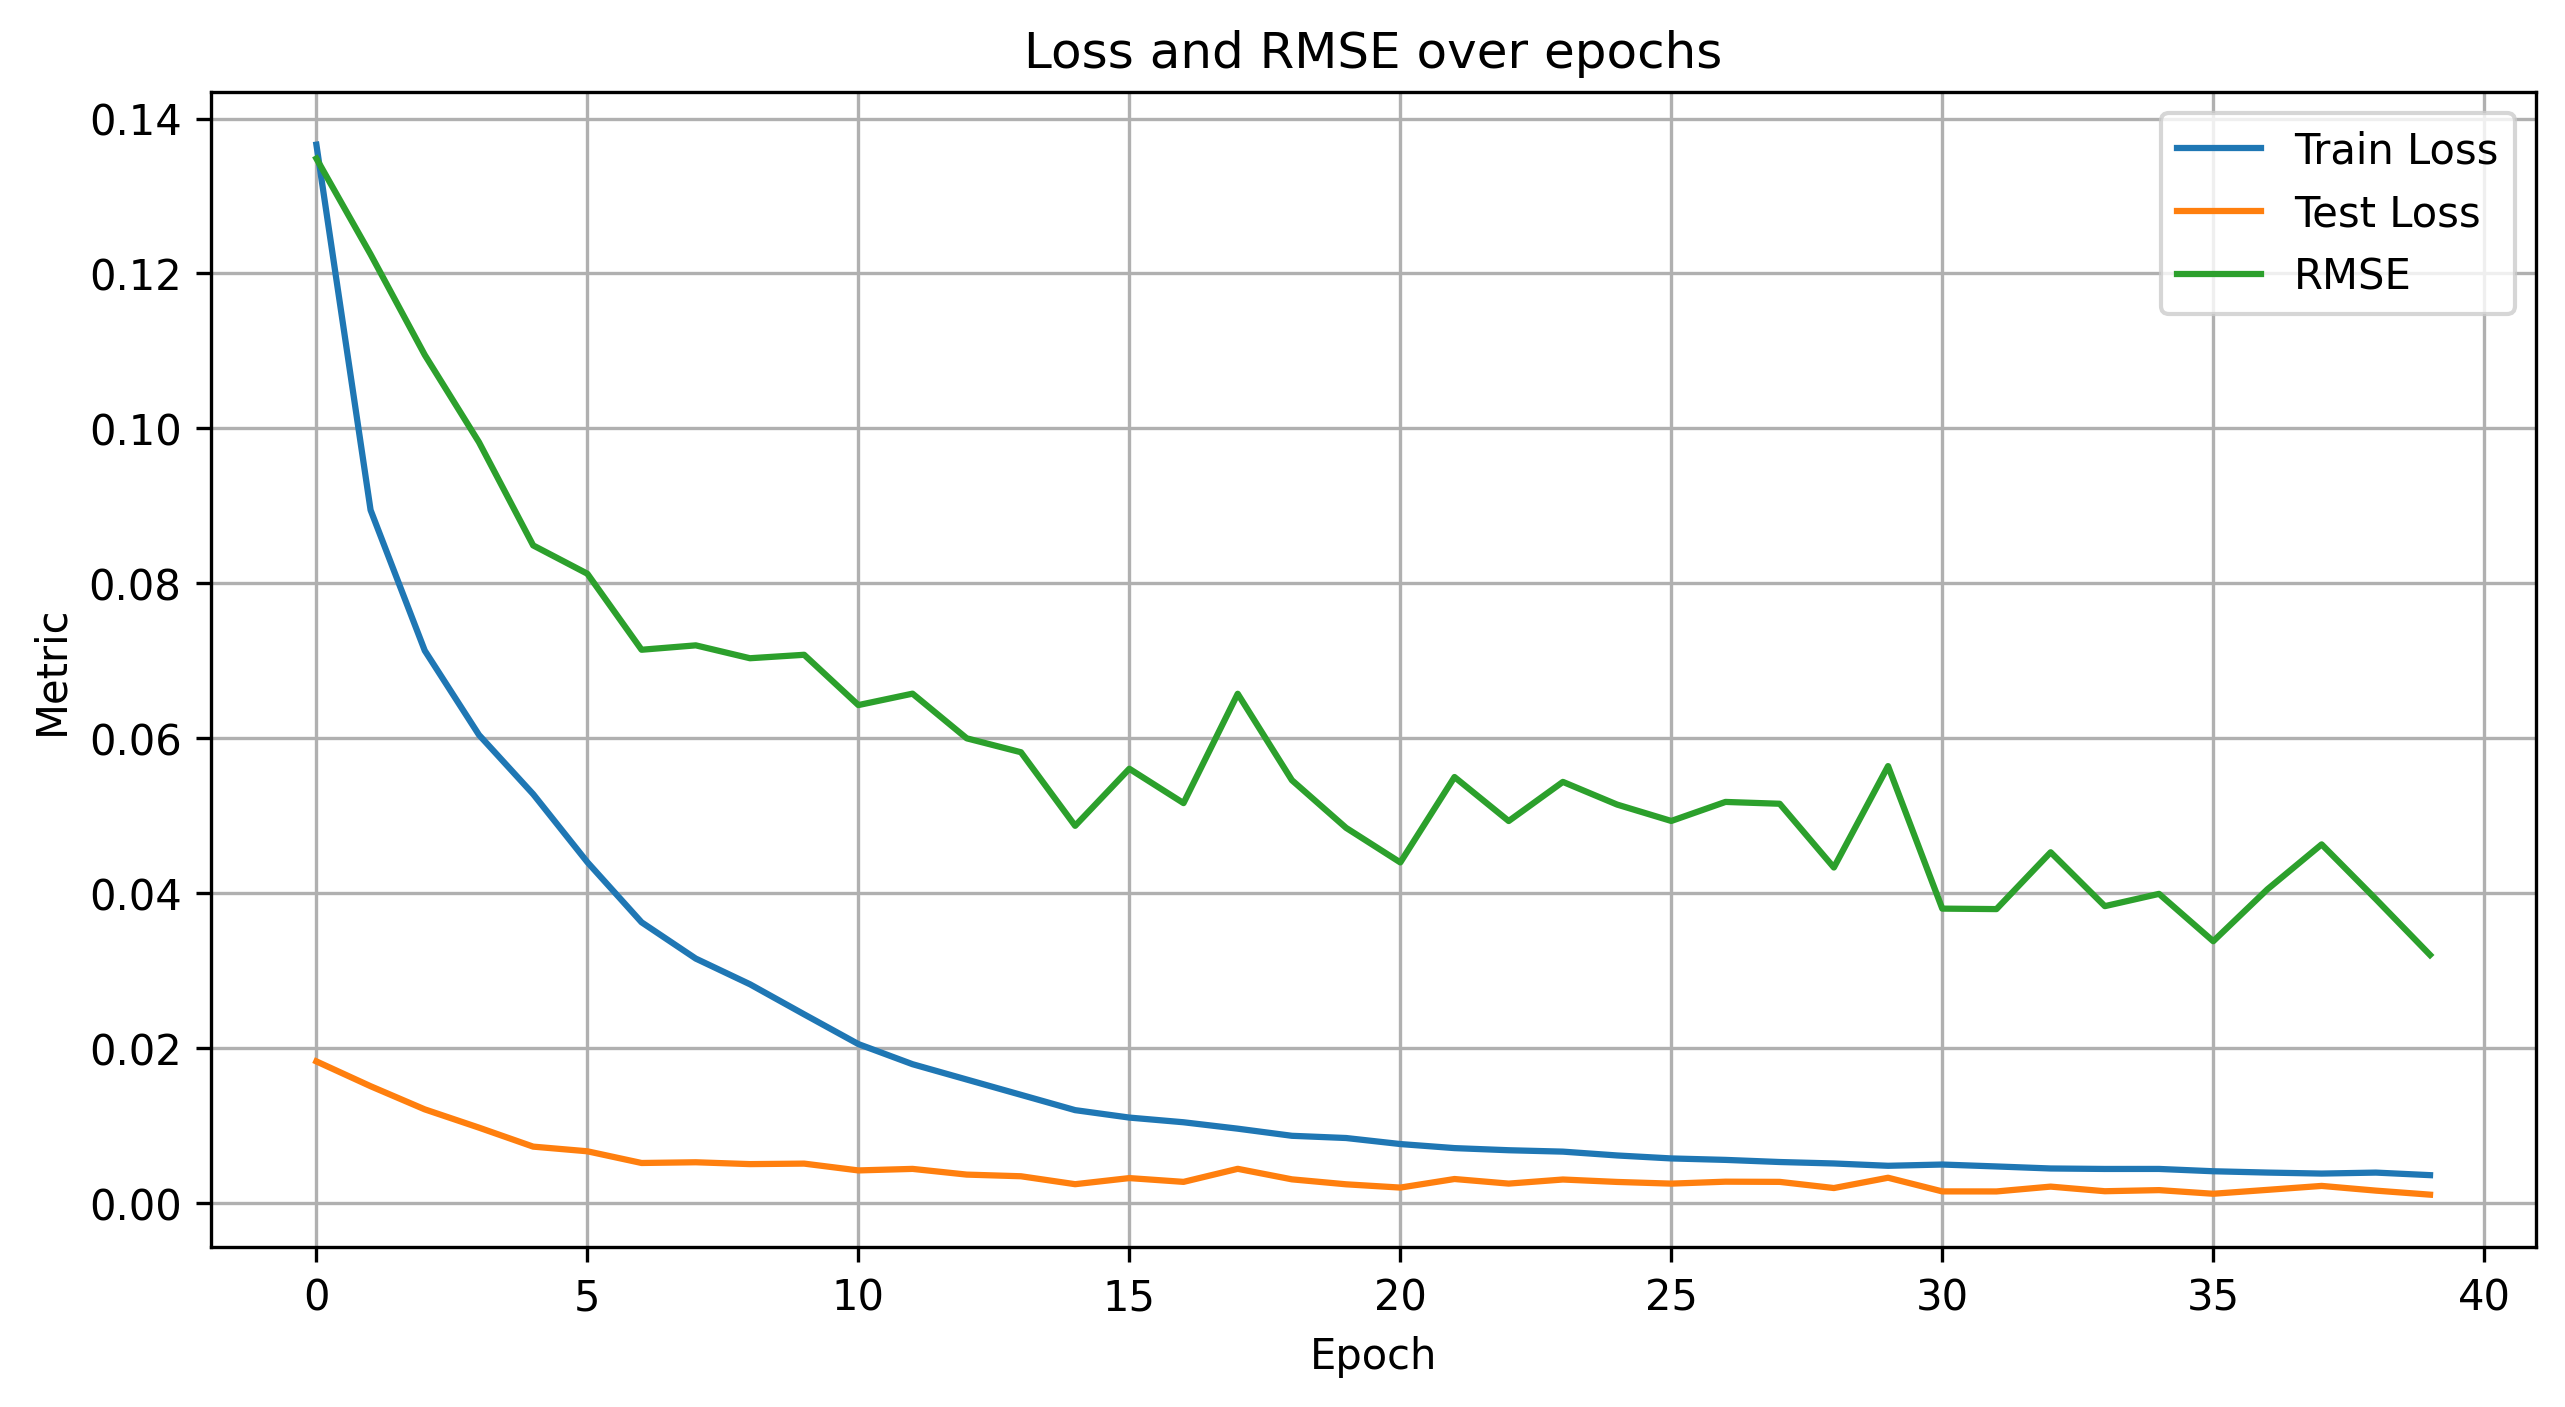 Loss and RMSE over epochs
0.14
0.12
0.10
0.08
0.06
0.04
0.02
0.00
Metric
Train Loss
Test Loss
RMSE
0 5 10 15 20 25 30 35 40
Epoch